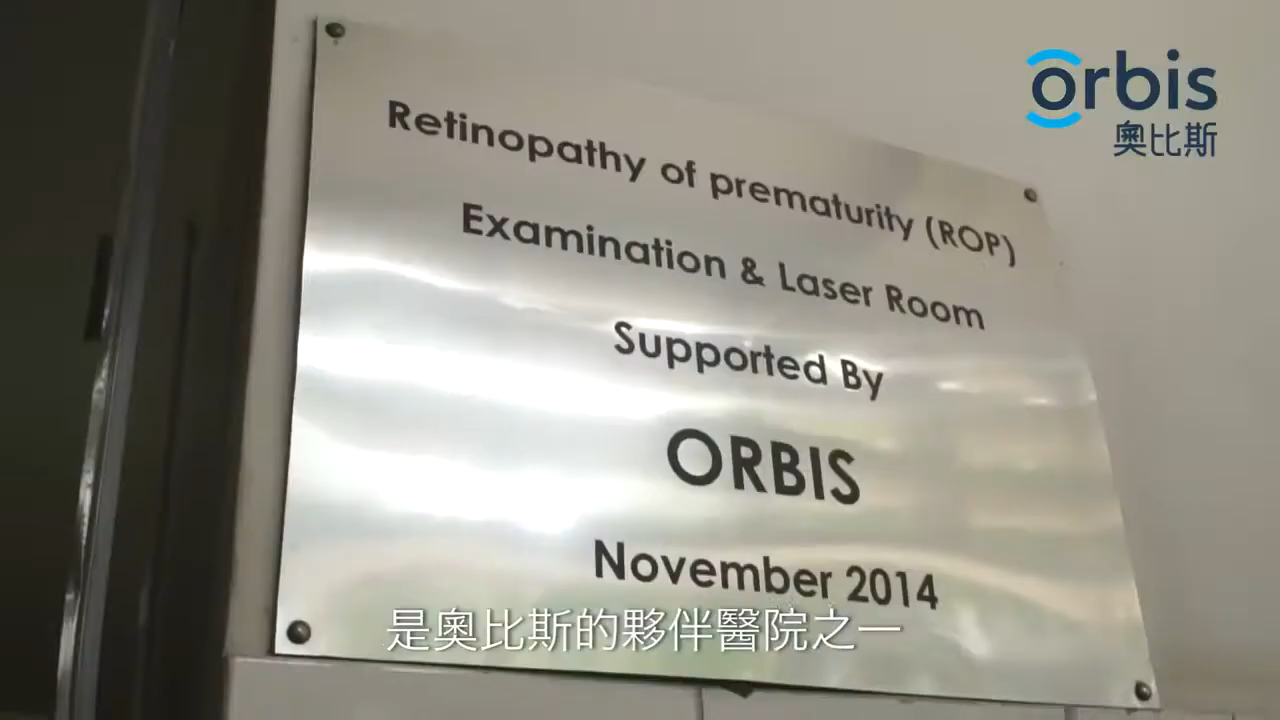 orbis
奧比斯
Retinopathy of prematurity (ROP)
Examination & Laser Room
Supported By
ORBIS
November 2014
是奧比斯的夥伴醫院之一